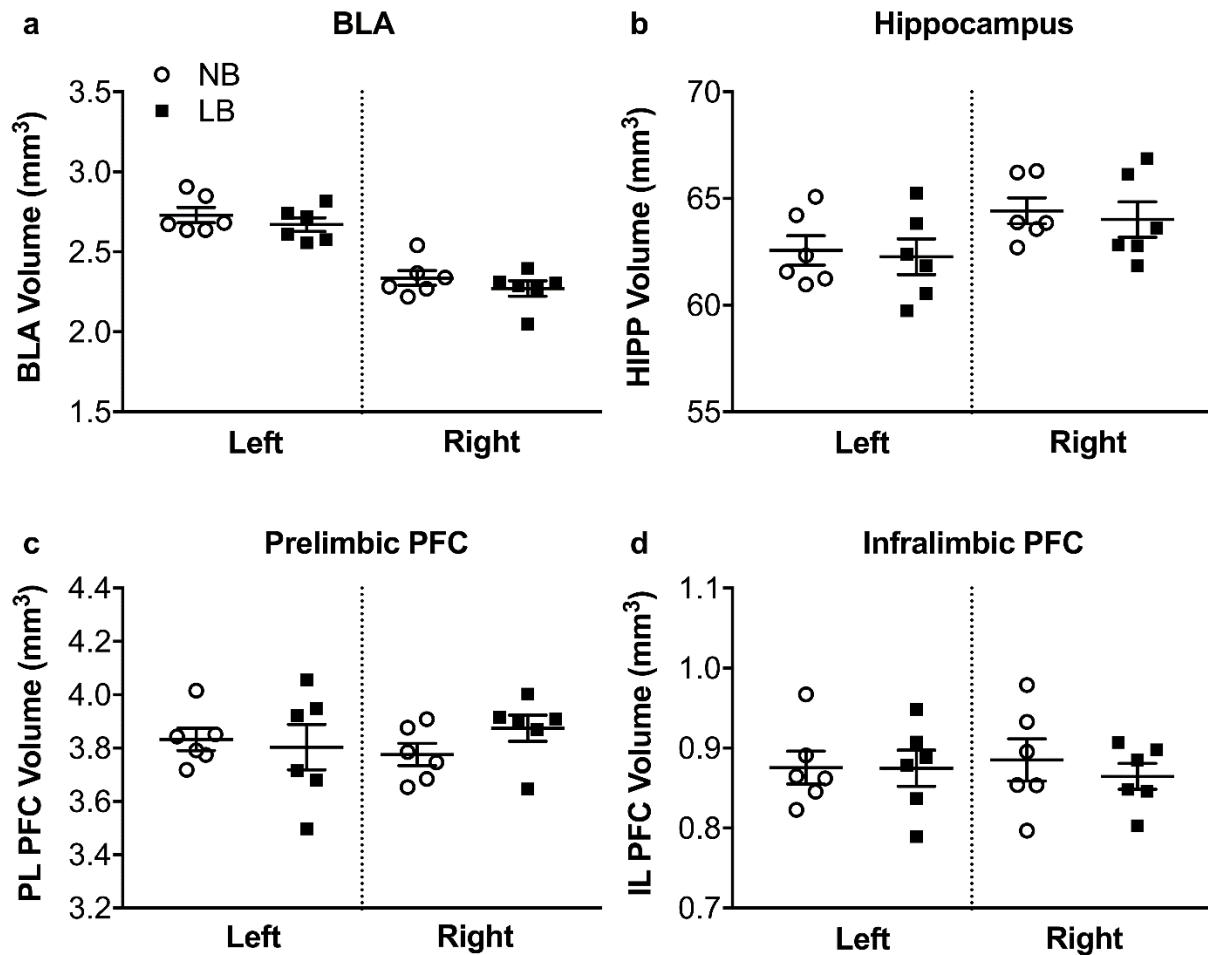 a BLA
NB
LB
BLA Volume (mm³)
3.5
3.0
2.5
2.0
1.5
Left Right
b Hippocampus
HIPP Volume (mm³)
70
65
60
55
Left Right
c Prelimbic PFC
PL PFC Volume (mm³)
4.4
4.2
4.0
3.8
3.6
3.4
3.2
Left Right
d Infralimbic PFC
IL PFC Volume (mm³)
1.1
1.0
0.9
0.8
0.7
Left Right